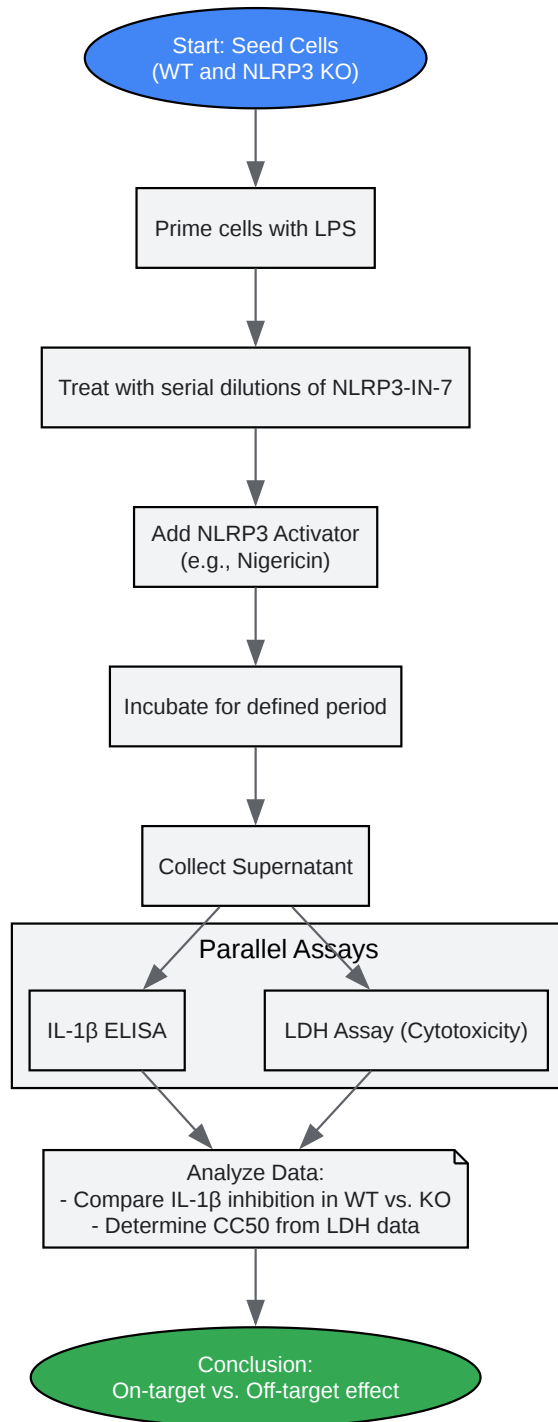 Start: Seed Cells
(WT and NLRP3 KO)
Prime cells with LPS
Treat with serial dilutions of NLRP3-IN-7
Add NLRP3 Activator
(e.g., Nigericin)
Incubate for defined period
Collect Supernatant
Parallel Assays
IL-1β ELISA
LDH Assay (Cytotoxicity)
Analyze Data:
- Compare IL-1β inhibition in WT vs. KO
- Determine CC50 from LDH data
Conclusion:
On-target vs. Off-target effect